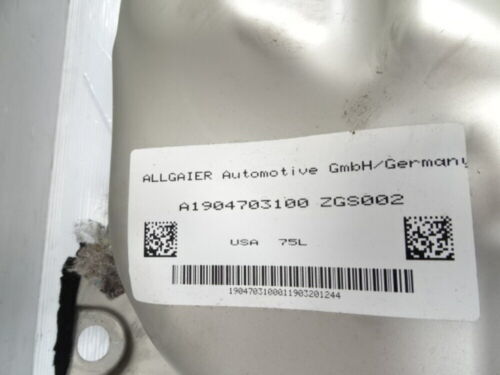 ALLGAIER Automotive GmbH/Germany
A1904703100 ZGS002
USA 75L
1904703100011903201244